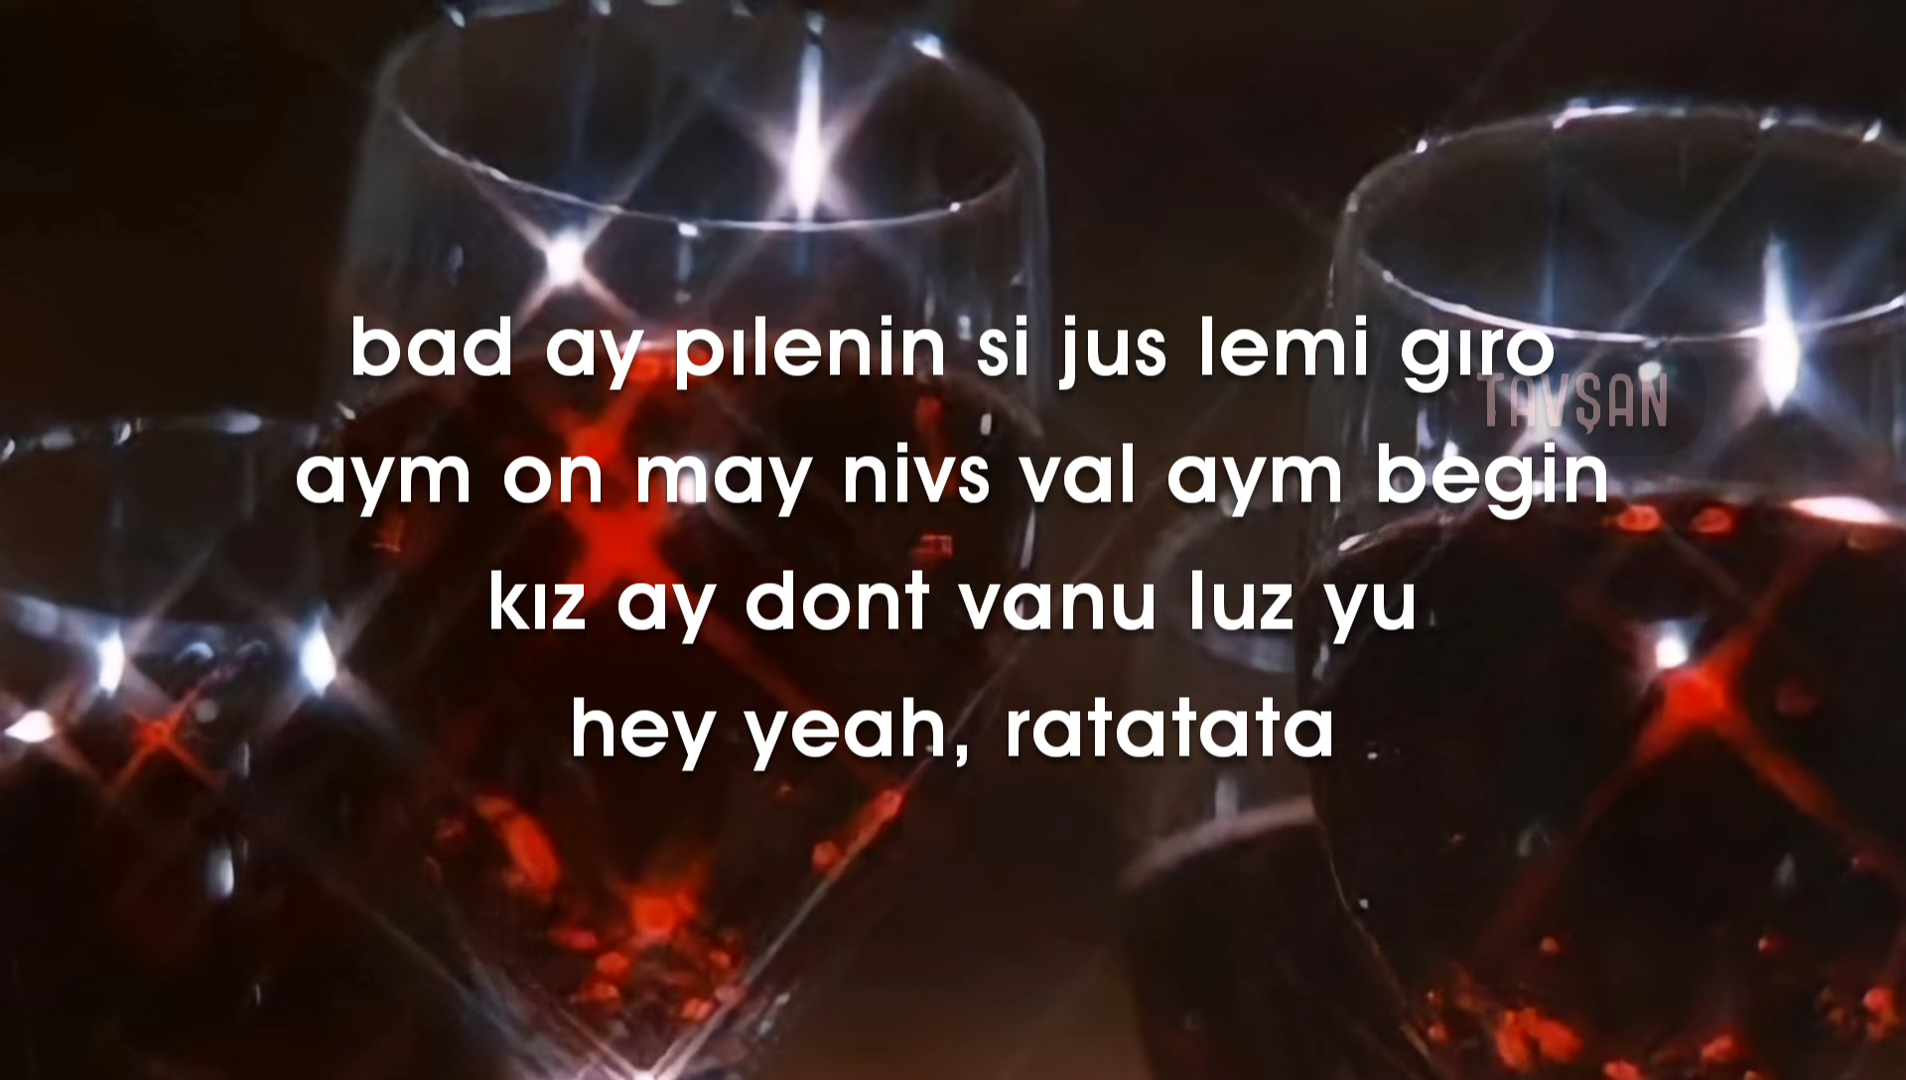 bad ay pılenin si jus lemi gıro
TAVŞAN
aym on may nivs val aym begin
kız ay dont vanu luz yu
hey yeah, ratatata